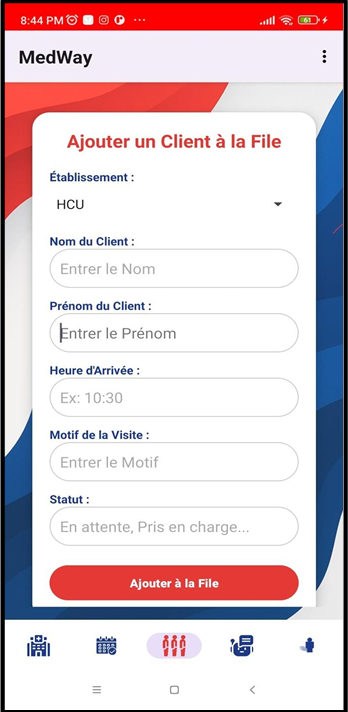 8:44 PM
61
MedWay
Ajouter un Client à la File
Établissement :
HCU
Nom du Client :
Entrer le Nom
Prénom du Client :
Entrer le Prénom
Heure d'Arrivée :
Ex: 10:30
Motif de la Visite :
Entrer le Motif
Statut :
En attente, Pris en charge...
Ajouter à la File